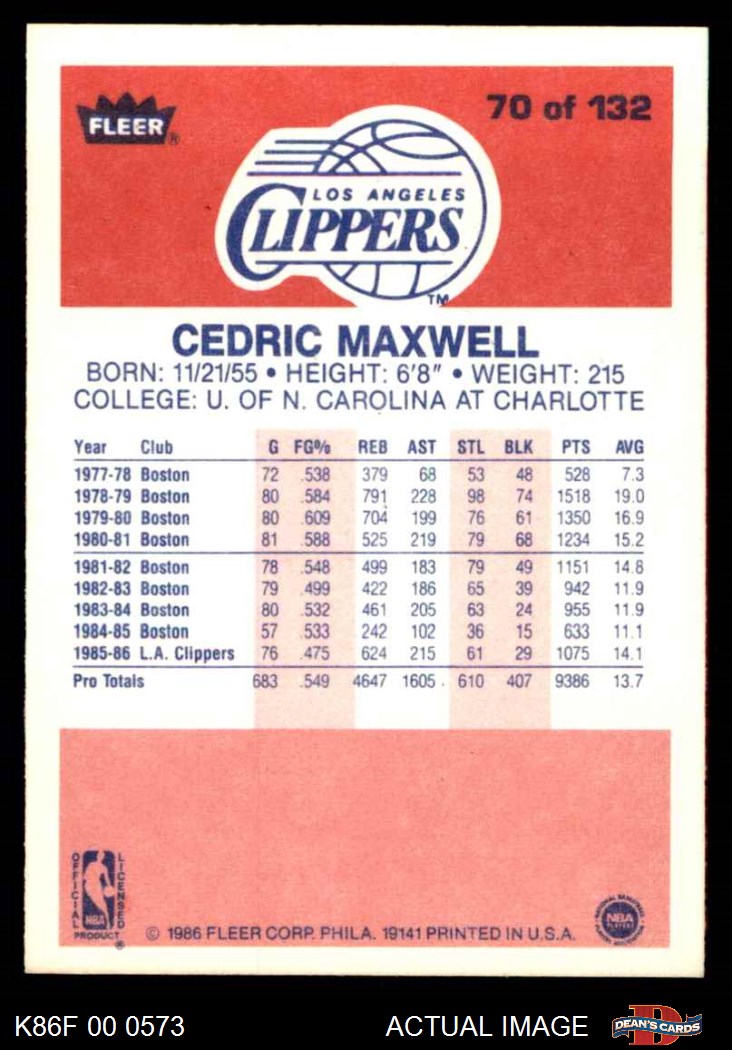 FLEER®
70 of 132
LOS ANGELES
CLIPPERS
TM
CEDRIC MAXWELL
BORN: 11/21/55 • HEIGHT: 6'8" • WEIGHT: 215
COLLEGE: U. OF N. CAROLINA AT CHARLOTTE
Year Club G FG% REB AST STL BLK PTS AVG
1977-78 Boston 72 .538 379 68 53 48 528 7.3
1978-79 Boston 80 .584 791 228 98 74 1518 19.0
1979-80 Boston 80 .609 704 199 76 61 1350 16.9
1980-81 Boston 81 .588 525 219 79 68 1234 15.2
1981-82 Boston 78 .548 499 183 79 49 1151 14.8
1982-83 Boston 79 .499 422 186 65 39 942 11.9
1983-84 Boston 80 .532 461 205 63 24 955 11.9
1984-85 Boston 57 .533 242 102 36 15 633 11.1
1985-86 L.A. Clippers 76 .475 624 215 61 29 1075 14.1
Pro Totals 683 .549 4647 1605 610 407 9386 13.7
OFFICIAL LICENSED
NBA
PRODUCT ®
© 1986 FLEER CORP. PHILA. 19141 PRINTED IN U.S.A.
NBA
PLAYERS
K86F 00 0573
ACTUAL IMAGE
D
DEAN'S CARDS